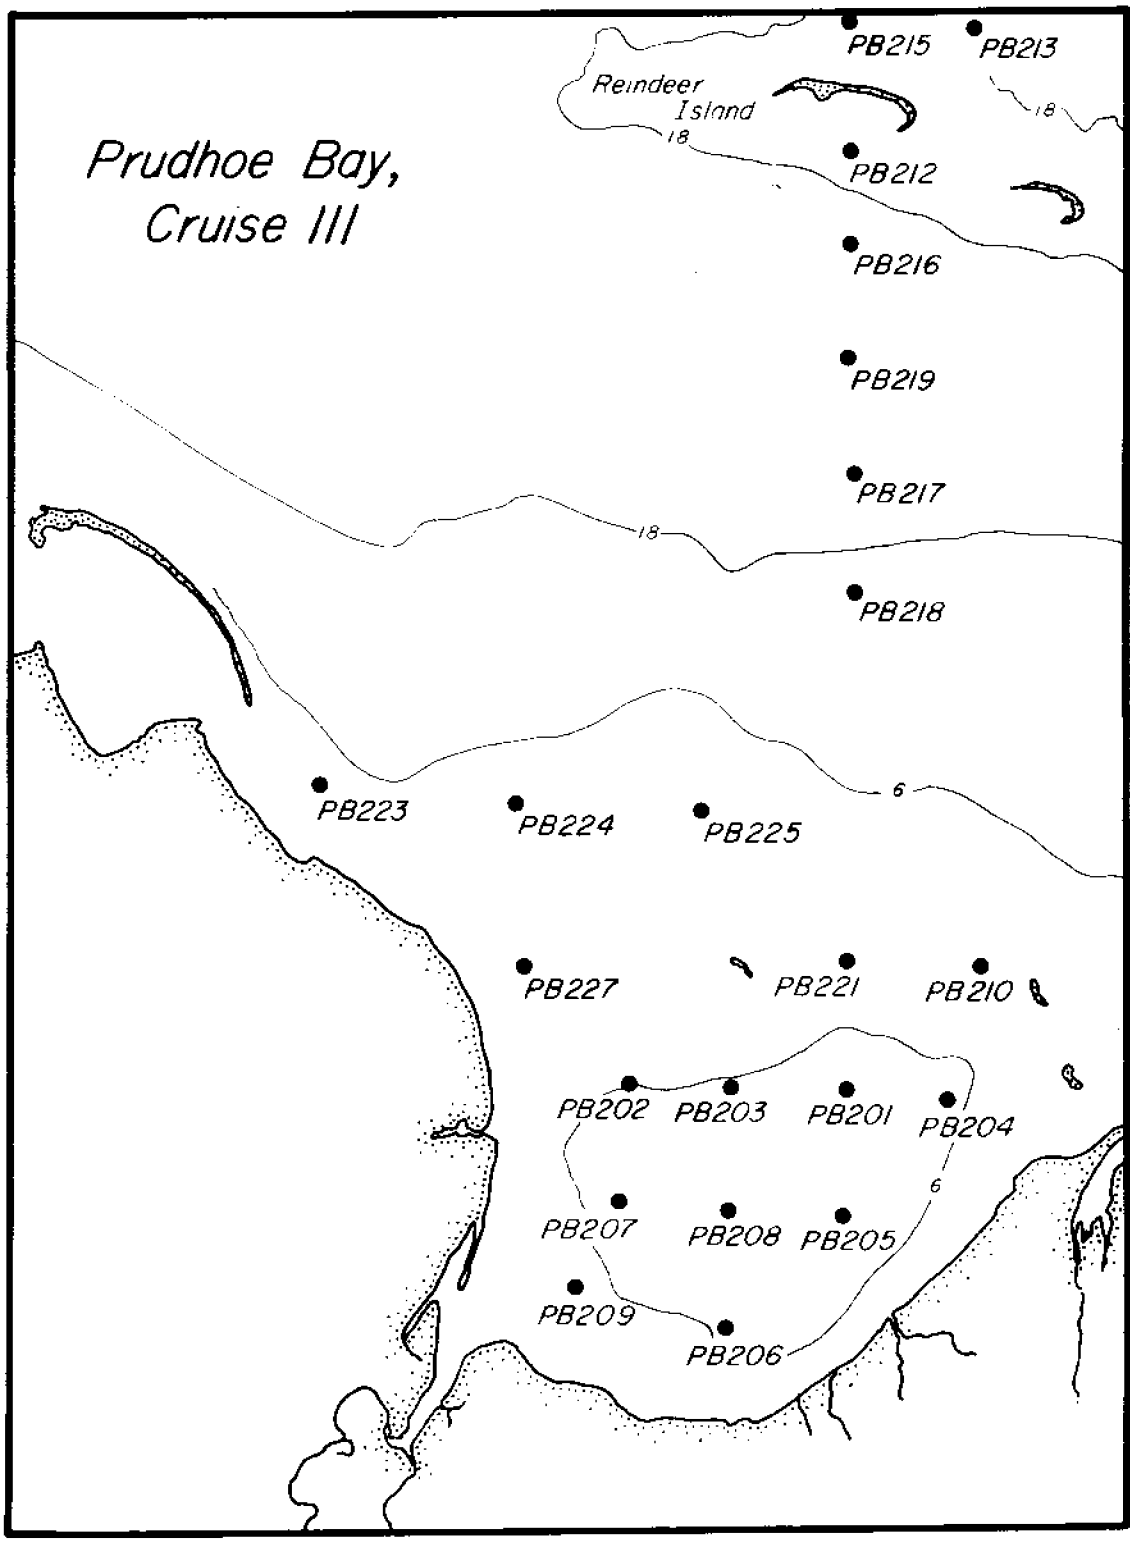 PB215
PB213
Reindeer
Island
18
18
Prudhoe Bay,
Cruise III
PB212
PB216
PB219
PB217
18
PB218
6
PB223
PB224
PB225
PB227
PB221
PB210
PB202
PB203
PB201
PB204
6
PB207
PB208
PB205
PB209
PB206